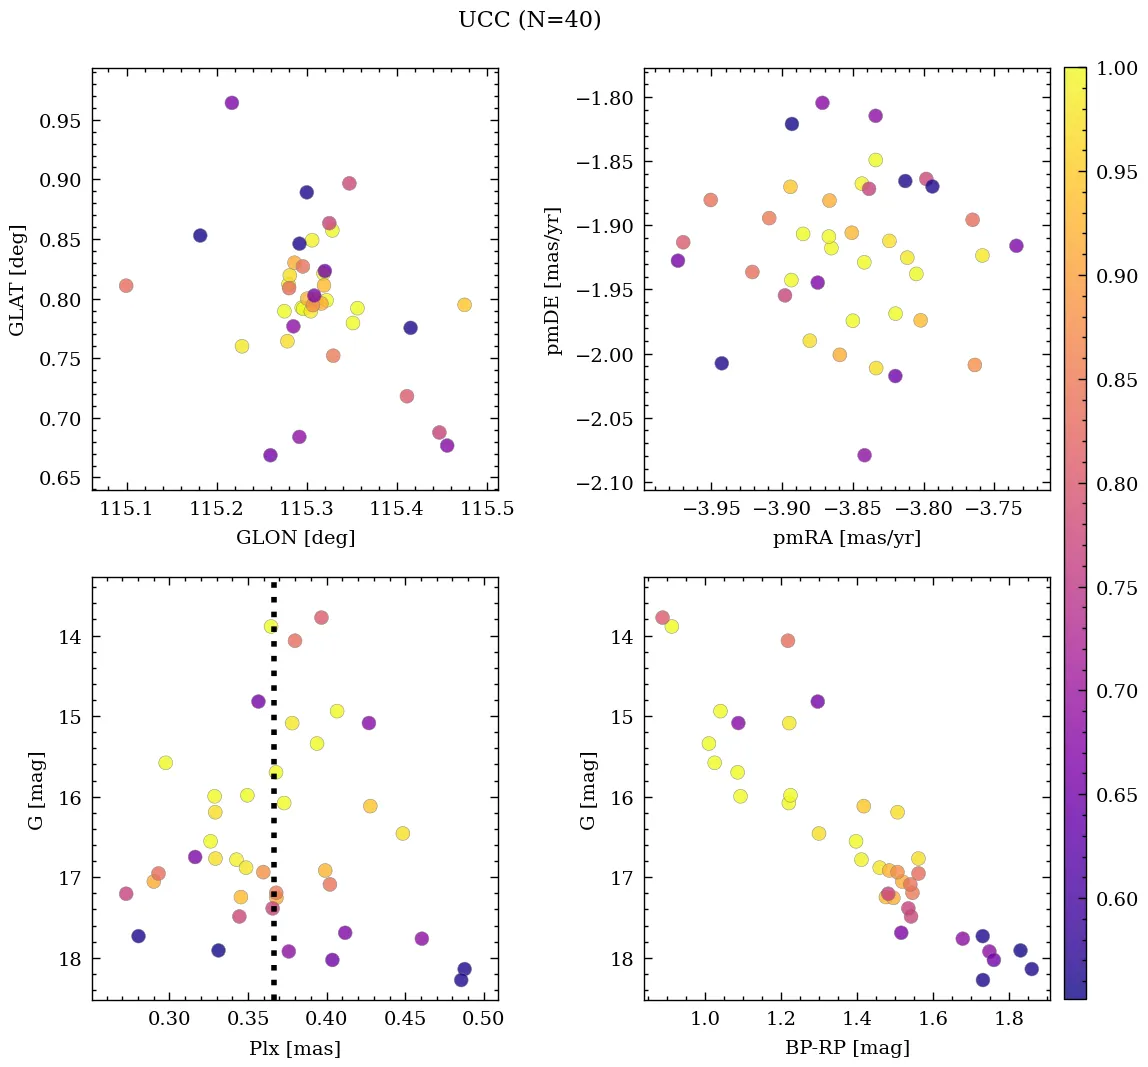 UCC (N=40)
0.95
0.90
0.85
0.80
0.75
0.70
0.65
GLAT [deg]
115.1 115.2 115.3 115.4 115.5
GLON [deg]
−1.80
−1.85
−1.90
−1.95
−2.00
−2.05
−2.10
pmDE [mas/yr]
−3.95 −3.90 −3.85 −3.80 −3.75
pmRA [mas/yr]
14
15
16
17
18
G [mag]
0.30 0.35 0.40 0.45 0.50
Plx [mas]
14
15
16
17
18
G [mag]
1.0 1.2 1.4 1.6 1.8
BP-RP [mag]
1.00
0.95
0.90
0.85
0.80
0.75
0.70
0.65
0.60